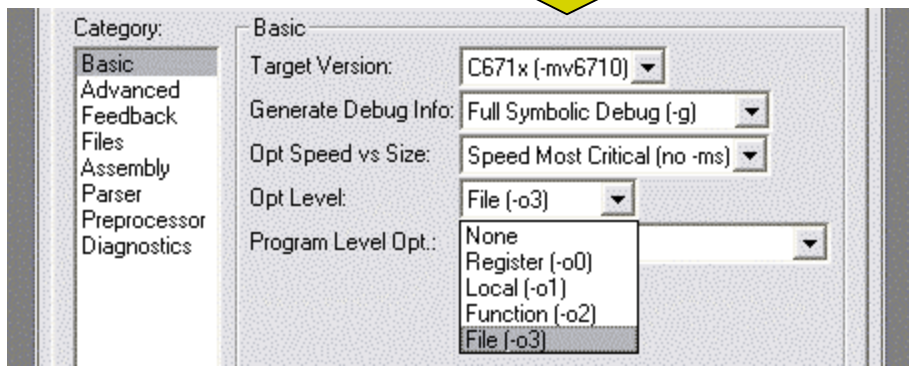 Category:
Basic
Advanced
Feedback
Files
Assembly
Parser
Preprocessor
Diagnostics
Basic
Target Version: C671x (-mv6710)
Generate Debug Info: Full Symbolic Debug (-g)
Opt Speed vs Size: Speed Most Critical (no -ms)
Opt Level: File (-o3)
Program Level Opt.:
None
Register (-o0)
Local (-o1)
Function (-o2)
File (-o3)